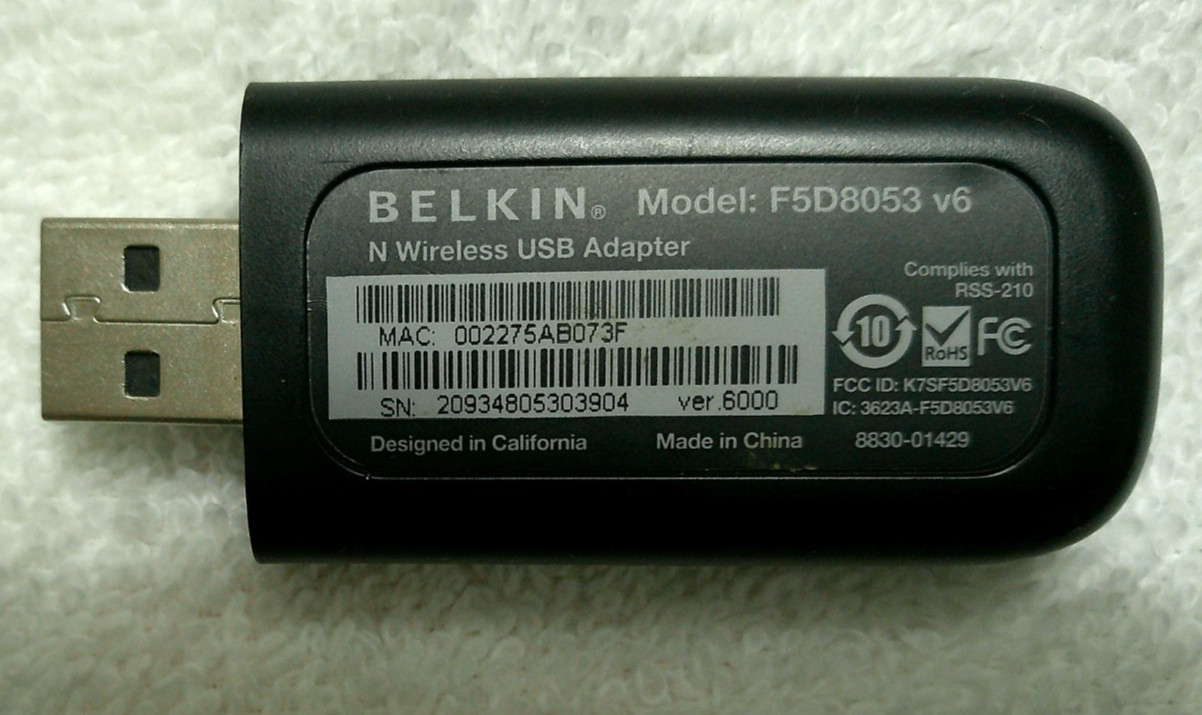 BELKIN® Model: F5D8053 v6
N Wireless USB Adapter
Complies with
RSS-210
MAC: 002275AB073F
10
RoHS
FC
SN: 20934805303904 ver.6000
FCC ID: K7SF5D8053V6
IC: 3623A-F5D8053V6
Designed in California Made in China 8830-01429